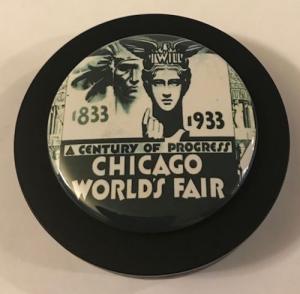 I WILL
1833
1933
A CENTURY OF PROGRESS
CHICAGO
WORLD'S FAIR